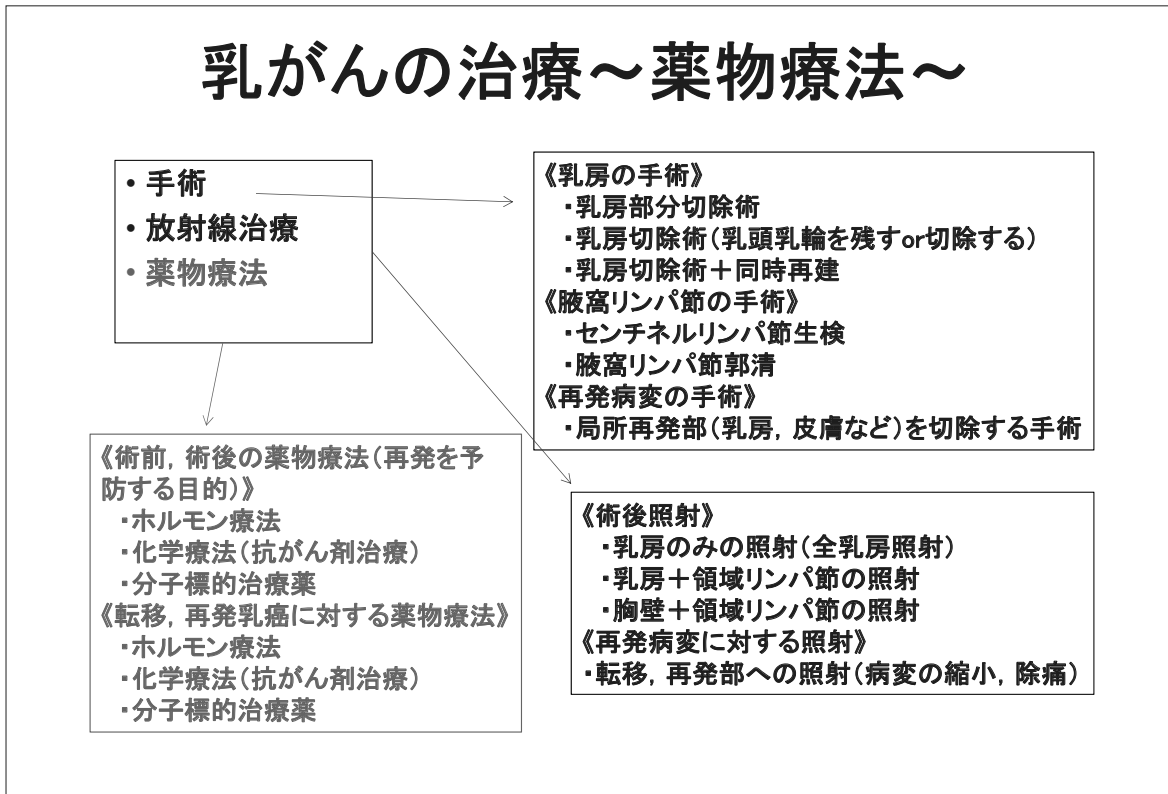 乳がんの治療～薬物療法～
・手術
・放射線治療
・薬物療法
《乳房の手術》
・乳房部分切除術
・乳房切除術（乳頭乳輪を残すor切除する）
・乳房切除術＋同時再建
《腋窩リンパ節の手術》
・センチネルリンパ節生検
・腋窩リンパ節郭清
《再発病変の手術》
・局所再発部（乳房，皮膚など）を切除する手術
《術前，術後の薬物療法（再発を予
防する目的）》
・ホルモン療法
・化学療法（抗がん剤治療）
・分子標的治療薬
《転移，再発乳癌に対する薬物療法》
・ホルモン療法
・化学療法（抗がん剤治療）
・分子標的治療薬
《術後照射》
・乳房のみの照射（全乳房照射）
・乳房＋領域リンパ節の照射
・胸壁＋領域リンパ節の照射
《再発病変に対する照射》
・転移，再発部への照射（病変の縮小，除痛）